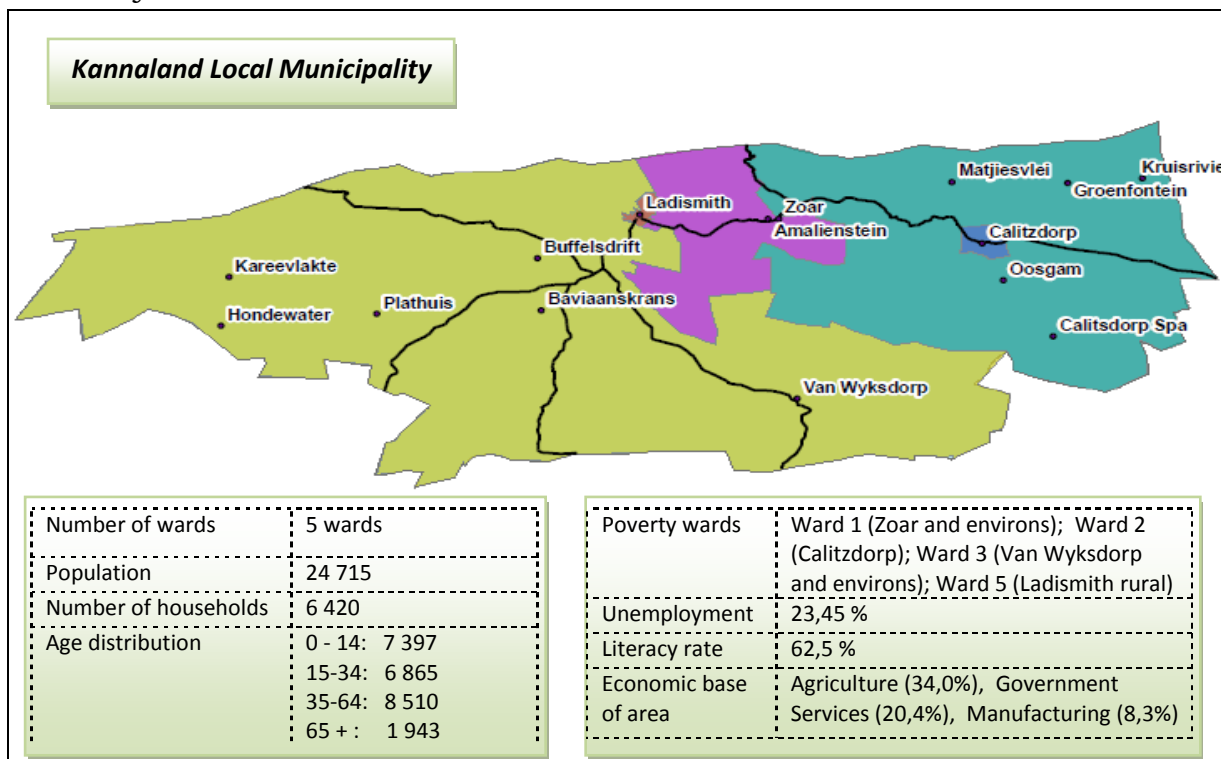 Kannaland Local Municipality
Matjiesvlei
Kruisrivie
Groenfontein
Ladismith
Zoar
Amalienstein
Calitzdorp
Buffelsdrift
Kareevlakte
Oosgam
Plathuis
Baviaanskrans
Hondewater
Calitsdorp Spa
Van Wyksdorp
Number of wards 5 wards
Population 24 715
Number of households 6 420
Age distribution 0 - 14: 7 397
15-34: 6 865
35-64: 8 510
65 + : 1 943
Poverty wards Ward 1 (Zoar and environs); Ward 2
(Calitzdorp); Ward 3 (Van Wyksdorp
and environs); Ward 5 (Ladismith rural)
Unemployment 23,45 %
Literacy rate 62,5 %
Economic base Agriculture (34,0%), Government
of area Services (20,4%), Manufacturing (8,3%)